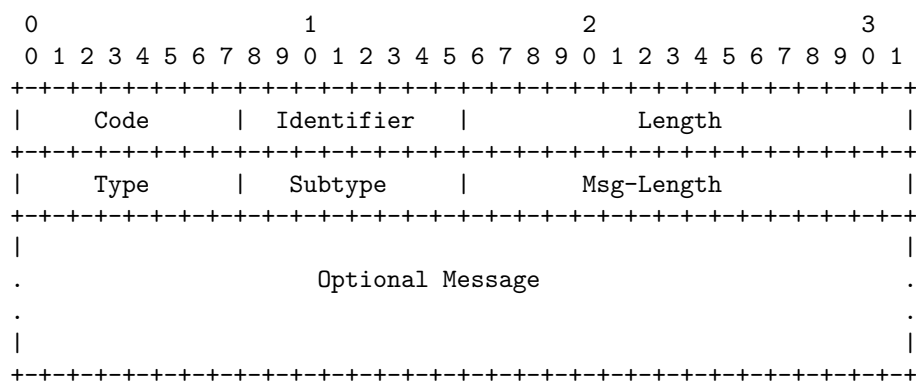 0                   1                   2                   3
 0 1 2 3 4 5 6 7 8 9 0 1 2 3 4 5 6 7 8 9 0 1 2 3 4 5 6 7 8 9 0 1
+-+-+-+-+-+-+-+-+-+-+-+-+-+-+-+-+-+-+-+-+-+-+-+-+-+-+-+-+-+-+-+-+
|     Code      |  Identifier   |            Length             |
+-+-+-+-+-+-+-+-+-+-+-+-+-+-+-+-+-+-+-+-+-+-+-+-+-+-+-+-+-+-+-+-+
|     Type      |   Subtype     |        Msg-Length             |
+-+-+-+-+-+-+-+-+-+-+-+-+-+-+-+-+-+-+-+-+-+-+-+-+-+-+-+-+-+-+-+-+
|                                                               |
.                     Optional Message                          .
.                                                               .
|                                                               |
+-+-+-+-+-+-+-+-+-+-+-+-+-+-+-+-+-+-+-+-+-+-+-+-+-+-+-+-+-+-+-+-+